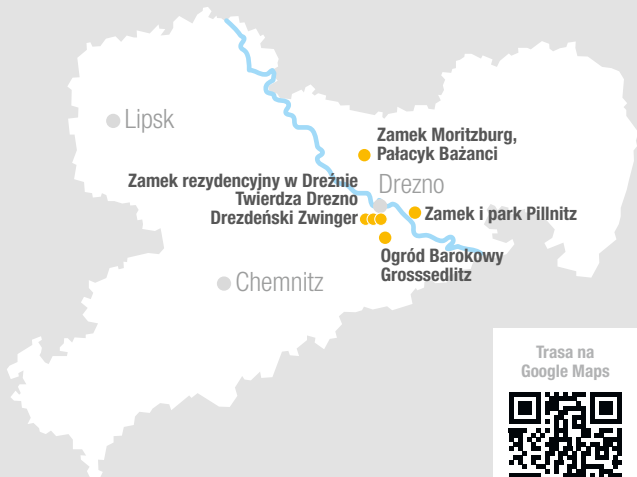 Lipsk
Zamek Moritzburg,
Pałacyk Bażanci
Zamek rezydencyjny w Dreźnie
Twierdza Drezno
Drezdeński Zwinger
Drezno
Zamek i park Pillnitz
Ogród Barokowy
Grosssedlitz
Chemnitz
Trasa na
Google Maps